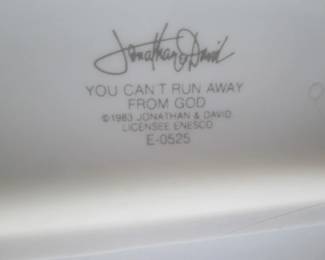 Jonathan & David
YOU CAN'T RUN AWAY
FROM GOD
© 1983 JONATHAN & DAVID
LICENSEE ENESCO
E-0525